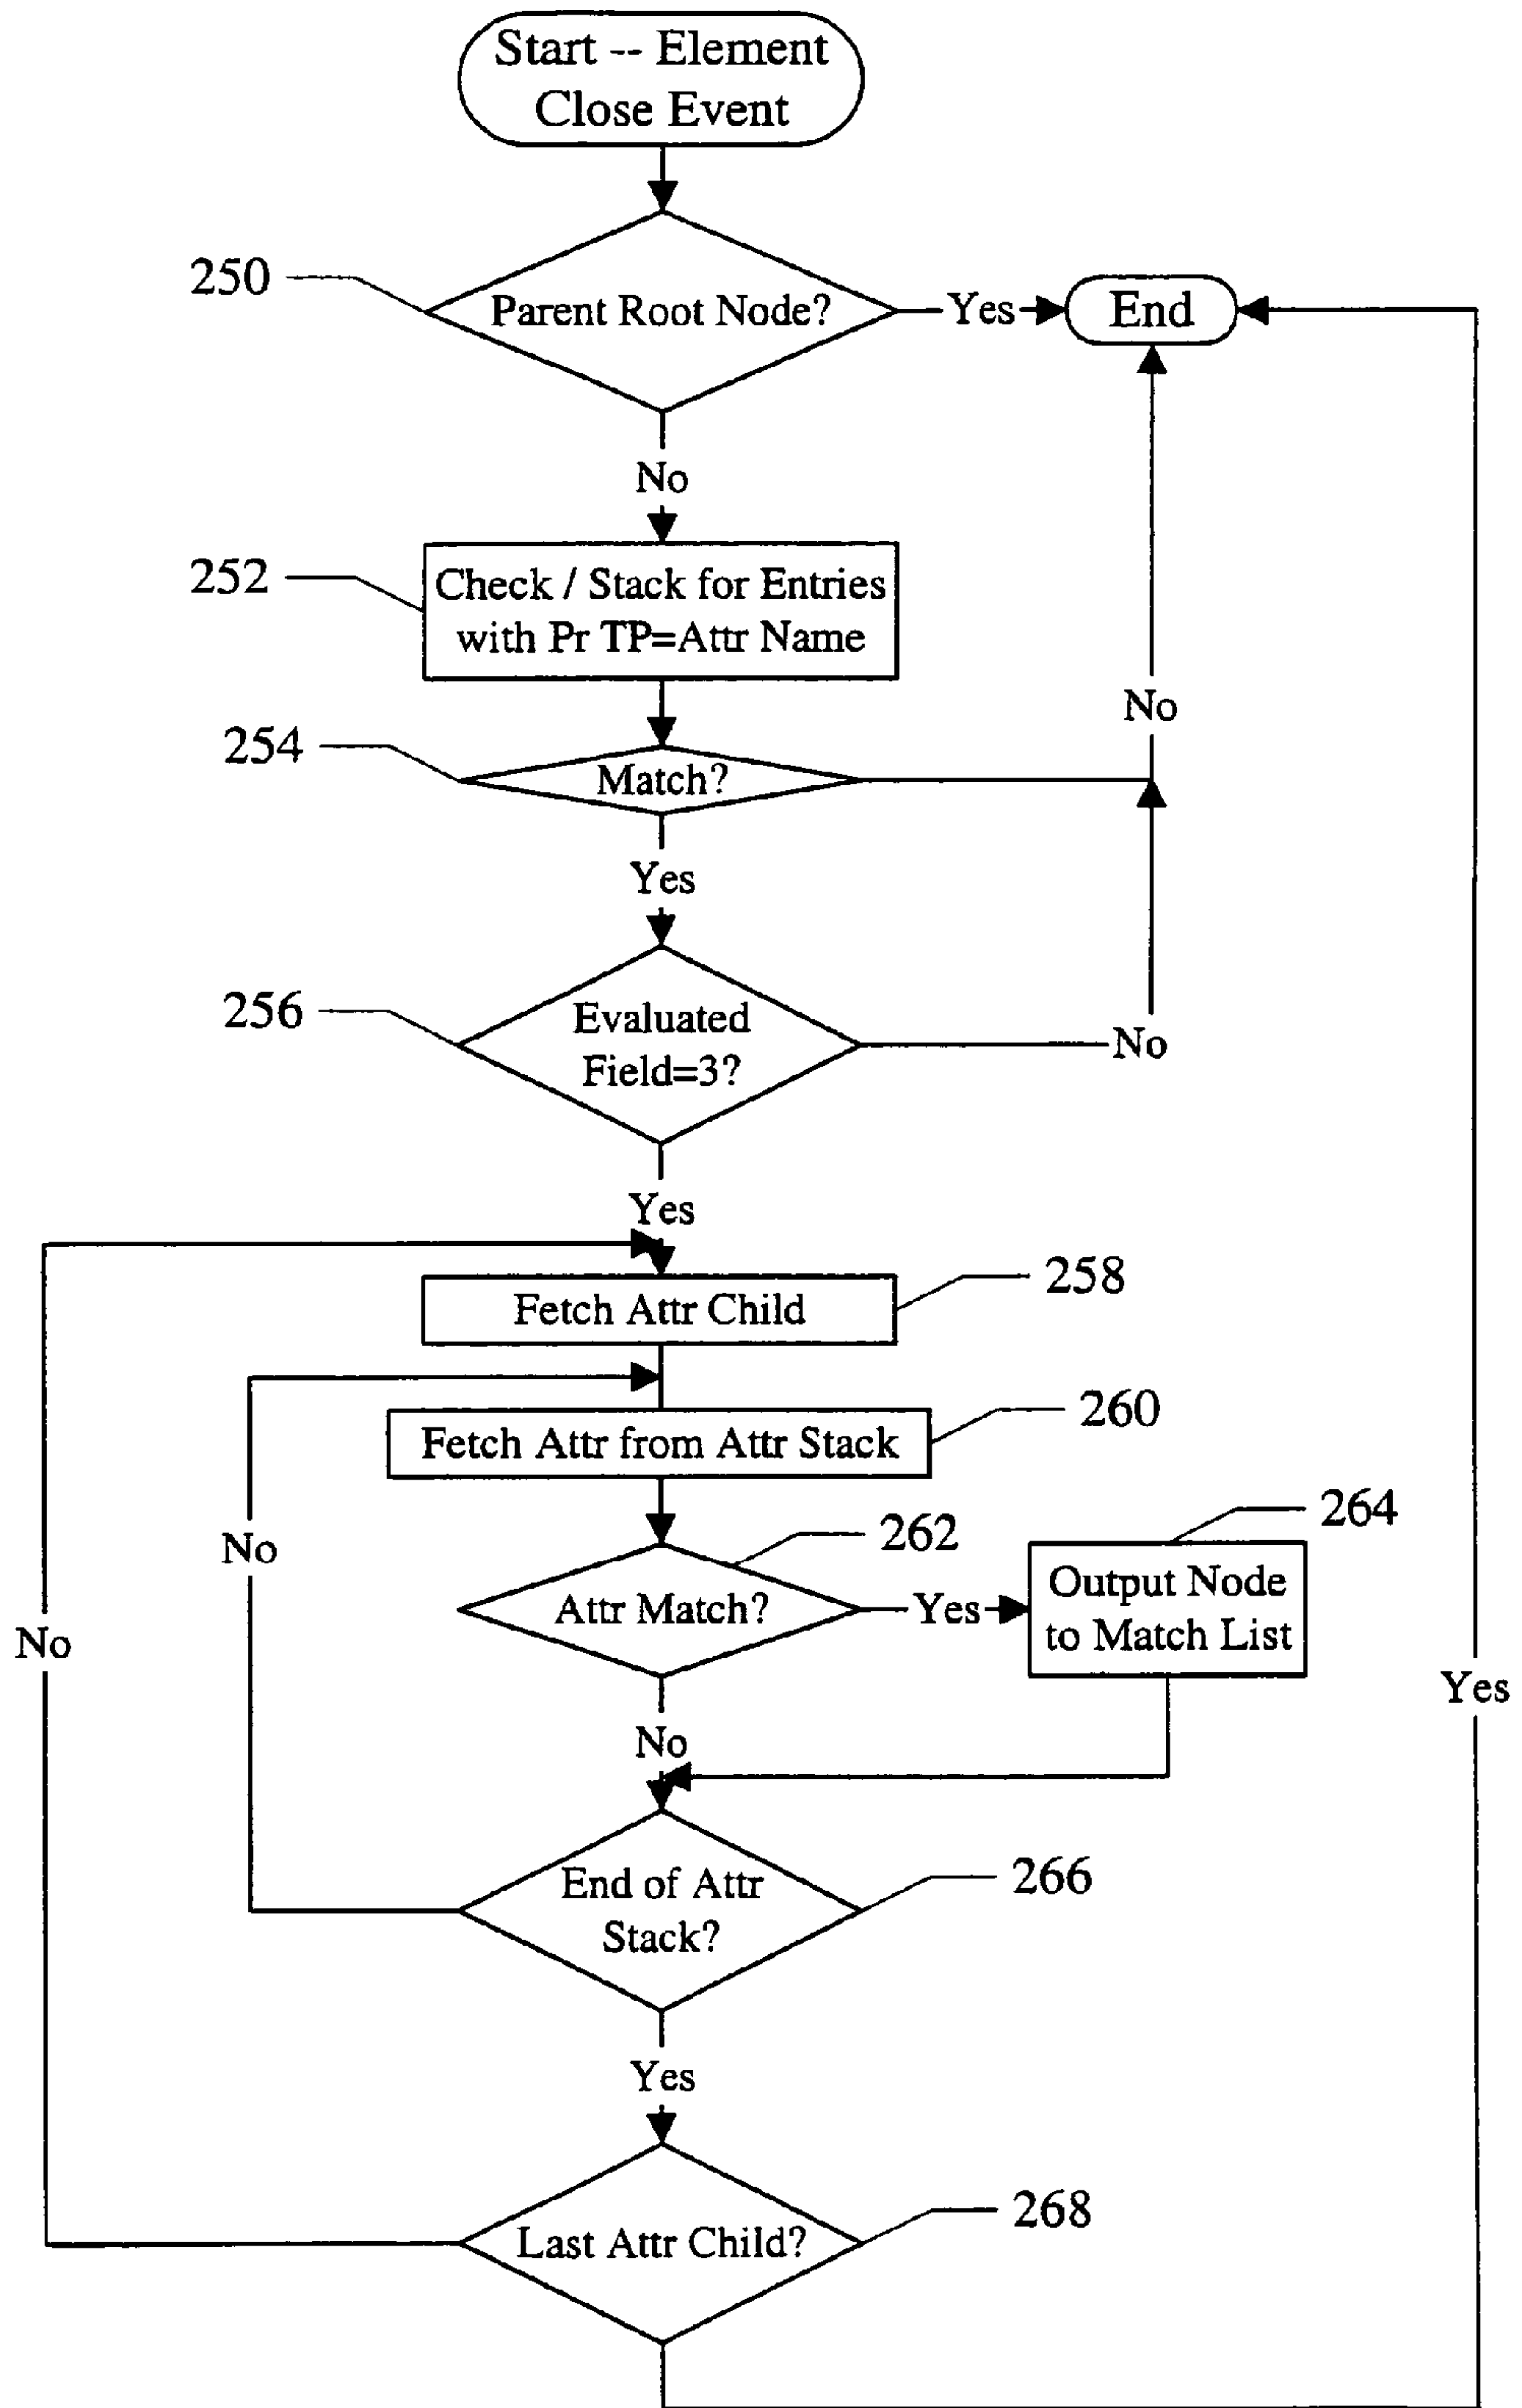 Start -- Element
Close Event
250
Parent Root Node?
Yes
End
No
252
Check / Stack for Entries
with Pr TP=Attr Name
No
254
Match?
Yes
256
Evaluated
Field=3?
No
Yes
258
Fetch Attr Child
260
Fetch Attr from Attr Stack
264
262
No
Output Node
to Match List
Attr Match?
Yes
No
Yes
No
266
End of Attr
Stack?
Yes
268
Last Attr Child?